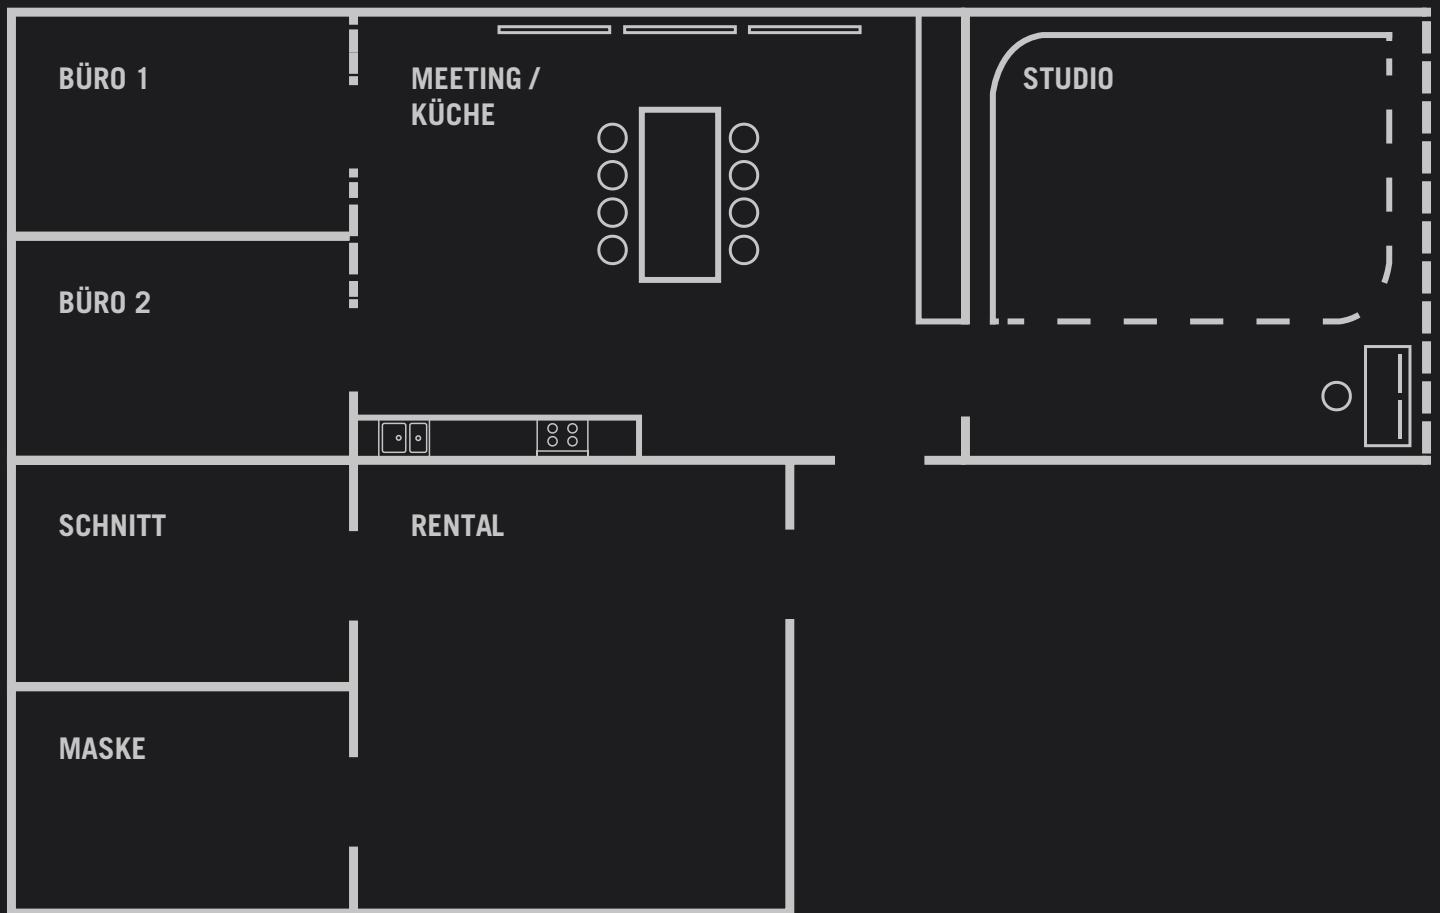 BÜRO 1
MEETING /
KÜCHE
STUDIO
BÜRO 2
SCHNITT
RENTAL
MASKE